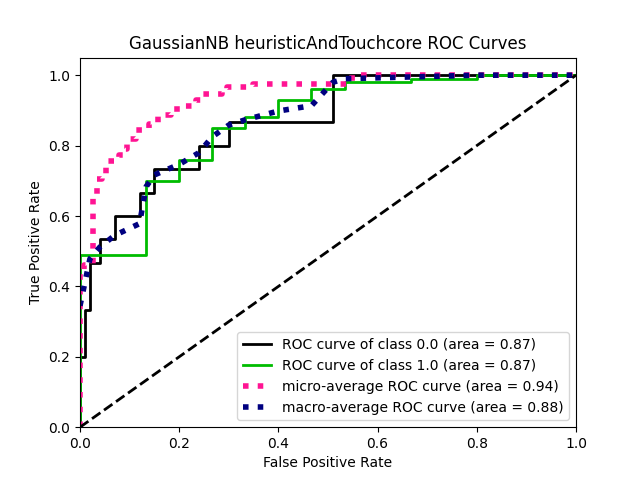 GaussianNB heuristicAndTouchcore ROC Curves
1.0
0.8
0.6
0.4
0.2
0.0
True Positive Rate
ROC curve of class 0.0 (area = 0.87)
ROC curve of class 1.0 (area = 0.87)
micro-average ROC curve (area = 0.94)
macro-average ROC curve (area = 0.88)
0.0 0.2 0.4 0.6 0.8 1.0
False Positive Rate